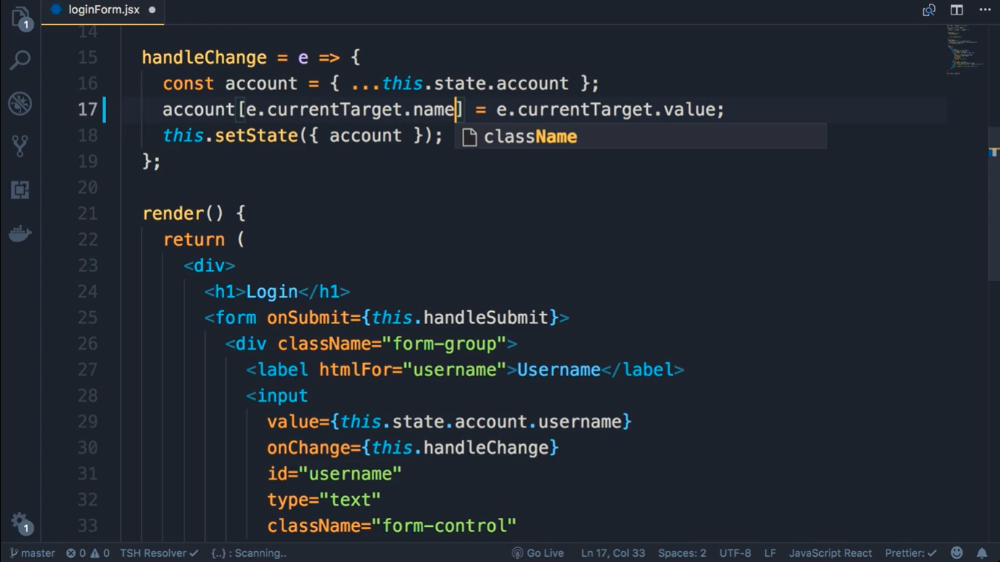 loginForm.jsx
1
14
15 handleChange = e => {
16 const account = { ...this.state.account };
17 account[e.currentTarget.name] = e.currentTarget.value;
className
18 this.setState({ account });
19 };
20
21 render() {
22 return (
23 <div>
24 <h1>Login</h1>
25 <form onSubmit={this.handleSubmit}>
26 <div className="form-group">
27 <label htmlFor="username">Username</label>
28 <input
29 value={this.state.account.username}
30 onChange={this.handleChange}
31 id="username"
32 type="text"
33 className="form-control"
1
master 0 0 TSH Resolver ✓ {..} : Scanning.. Go Live Ln 17, Col 33 Spaces: 2 UTF-8 LF JavaScript React Prettier: ✓